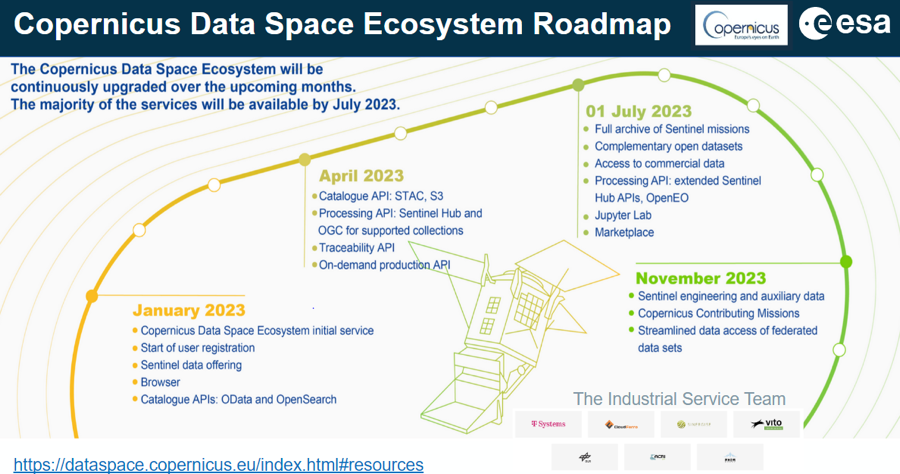 Copernicus Data Space Ecosystem Roadmap
opernicus
Europe's eyes on Earth
esa
The Copernicus Data Space Ecosystem will be
continuously upgraded over the upcoming months.
The majority of the services will be available by July 2023.
01 July 2023
Full archive of Sentinel missions
Complementary open datasets
Access to commercial data
Processing API: extended Sentinel
Hub APIs, OpenEO
Jupyter Lab
Marketplace
April 2023
Catalogue API: STAC, S3
Processing API: Sentinel Hub and
OGC for supported collections
Traceability API
On-demand production API
November 2023
Sentinel engineering and auxiliary data
Copernicus Contributing Missions
Streamlined data access of federated
data sets
January 2023
Copernicus Data Space Ecosystem initial service
Start of user registration
Sentinel data offering
Browser
Catalogue APIs: OData and OpenSearch
The Industrial Service Team
T Systems
CloudFerro
vito
DLR
https://dataspace.copernicus.eu/index.html#resources